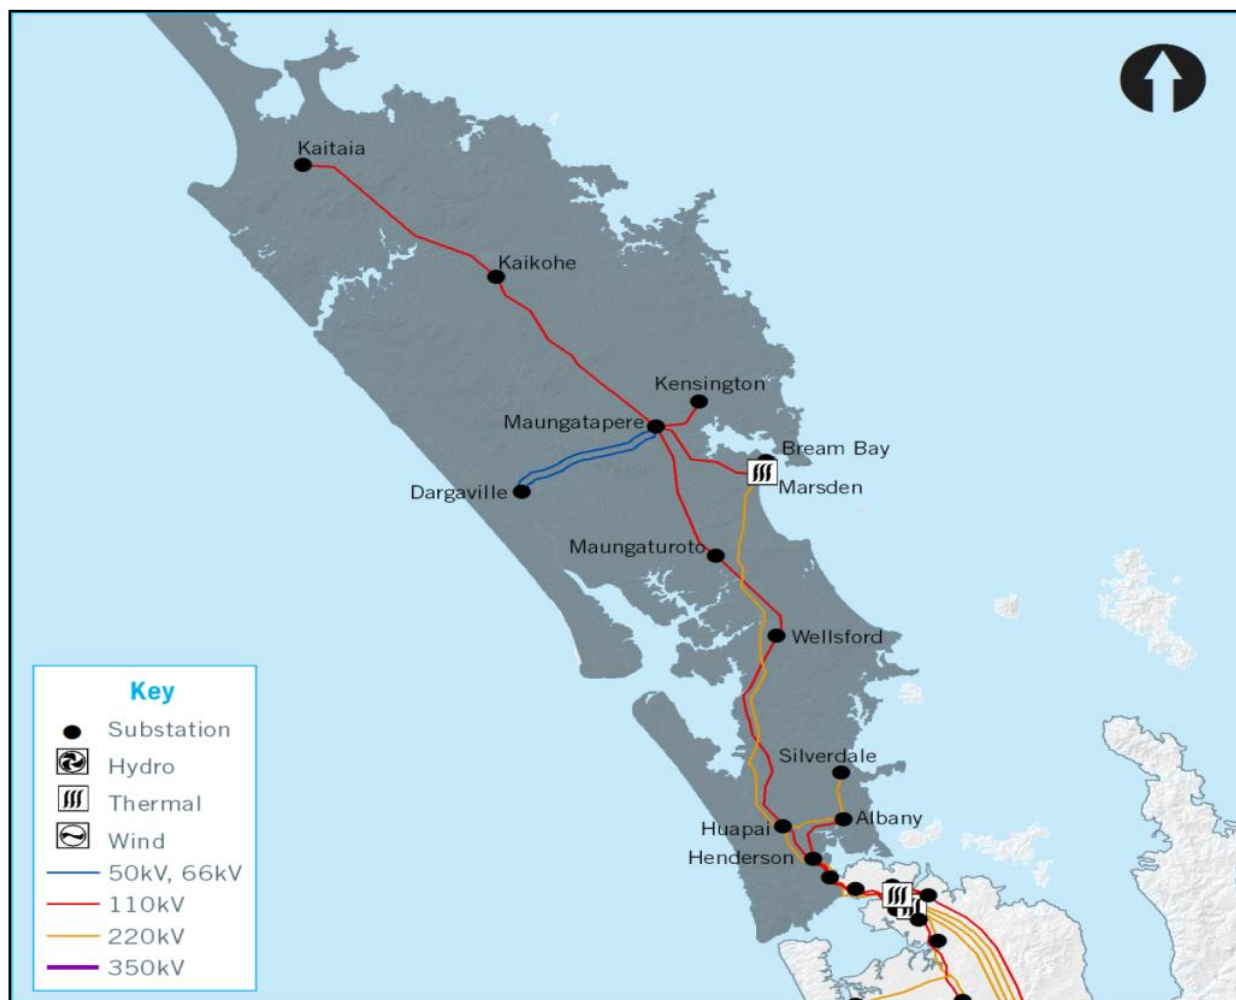 Kaitaia
Kaikohe
Kensington
Maungatapere
Bream Bay
Dargaville
Marsden
Maungaturoto
Wellsford
Silverdale
Huapai
Albany
Henderson
Key
Substation
Hydro
Thermal
Wind
50kV, 66kV
110kV
220kV
350kV